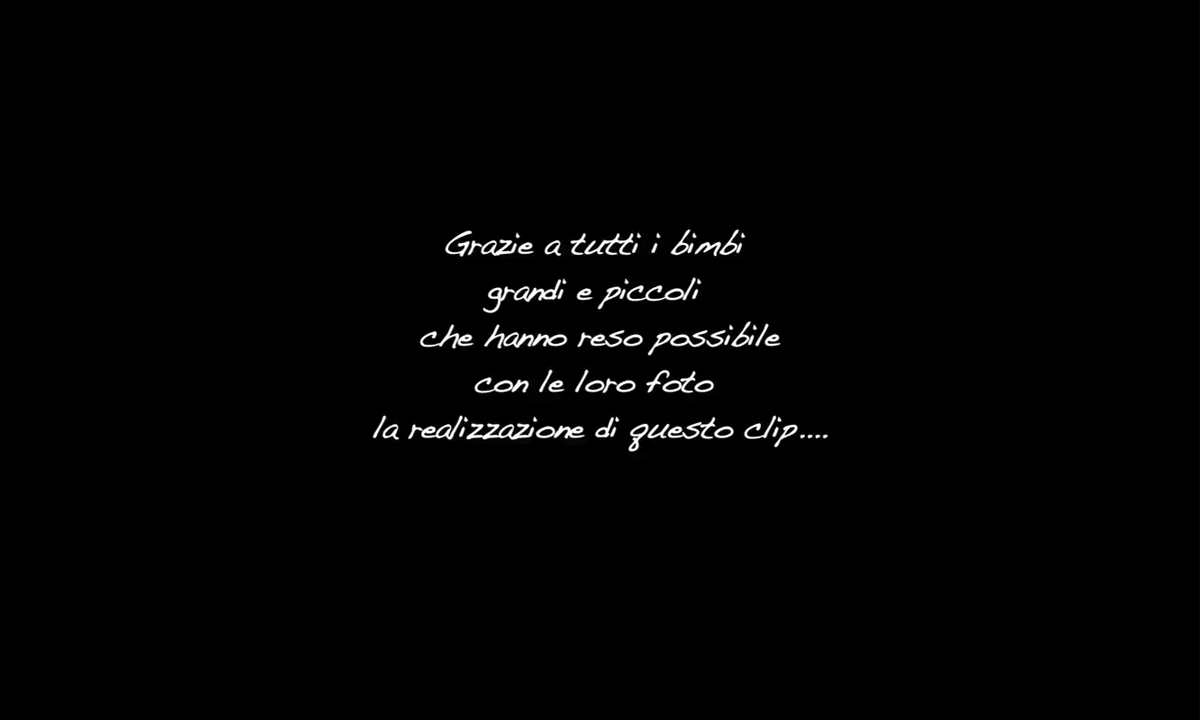 Grazie a tutti i bimbi
grandi e piccoli
che hanno reso possibile
con le loro foto
la realizzazione di questo clip....